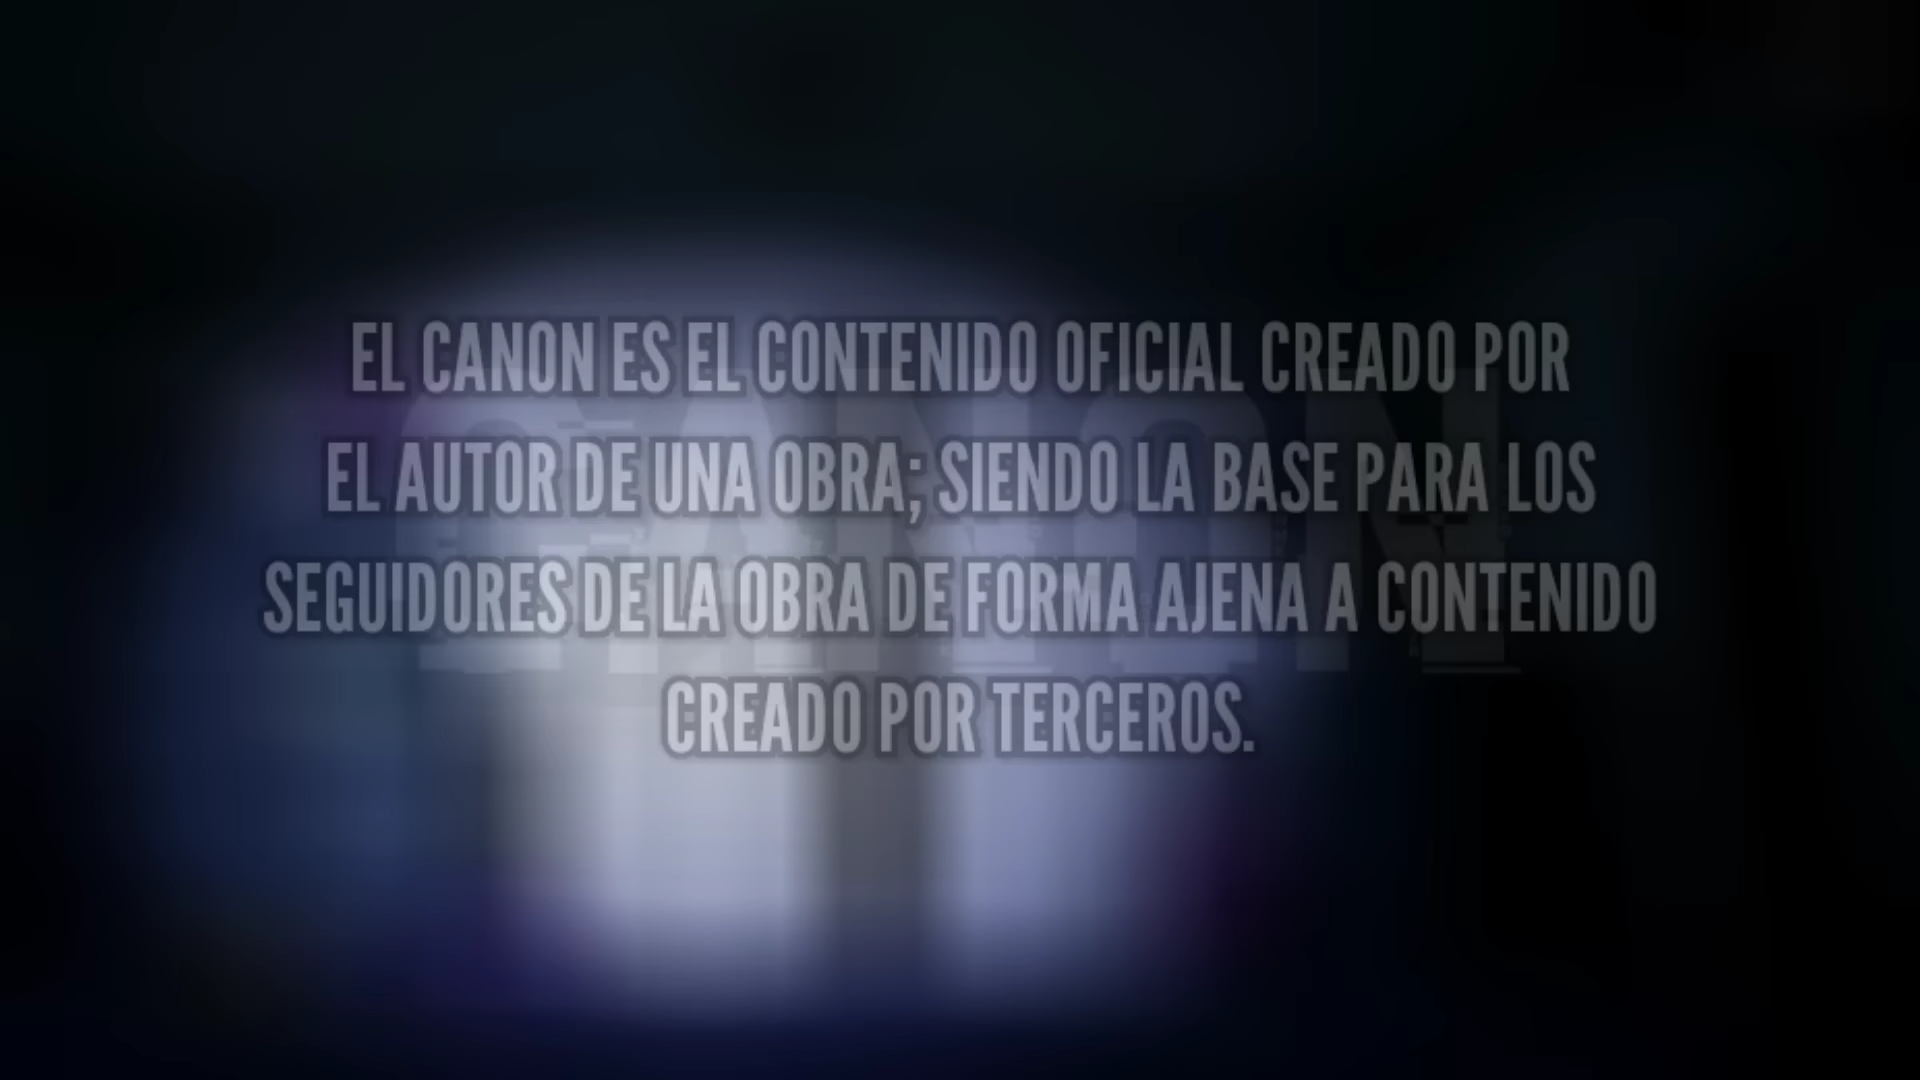 EL CANON ES EL CONTENIDO OFICIAL CREADO POR
EL AUTOR DE UNA OBRA; SIENDO LA BASE PARA LOS
SEGUIDORES DE LA OBRA DE FORMA AJENA A CONTENIDO
CREADO POR TERCEROS.
CANON